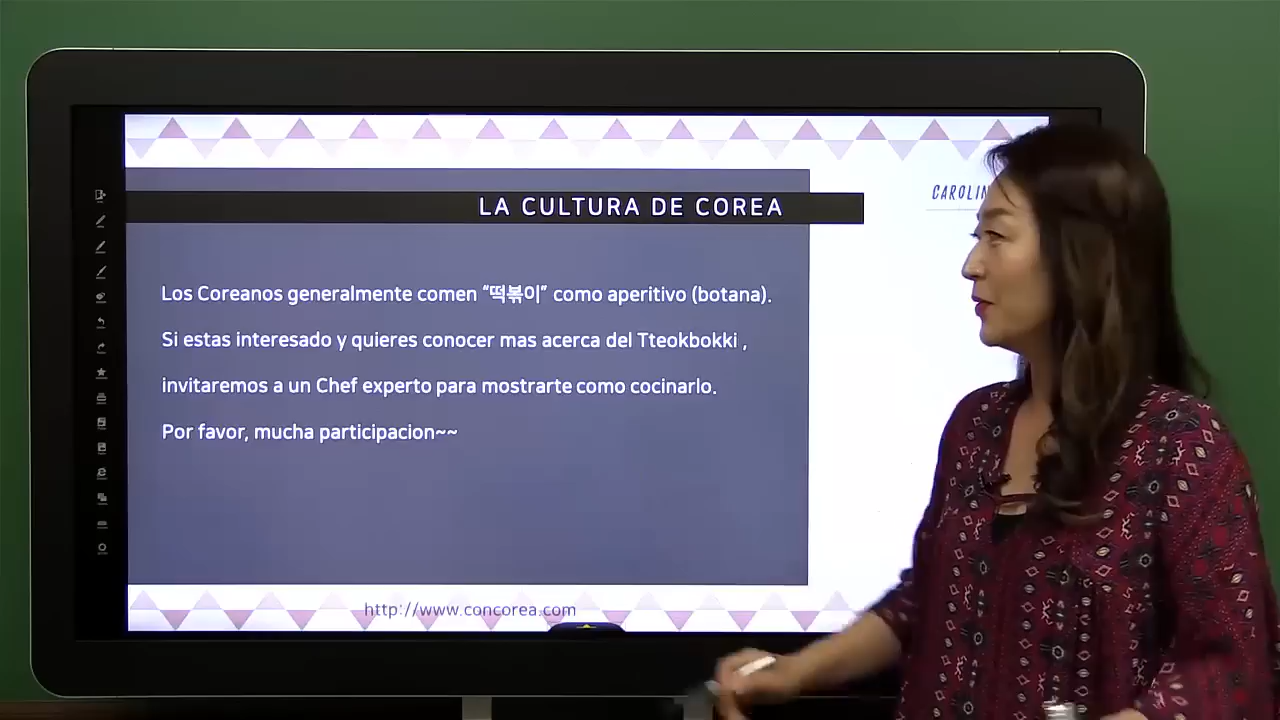 LA CULTURA DE COREA
Los Coreanos generalmente comen “떡볶이” como aperitivo (botana).
Si estas interesado y quieres conocer mas acerca del Tteokbokki ,
invitaremos a un Chef experto para mostrarte como cocinarlo.
Por favor, mucha participacion~~
http://www.concorea.com